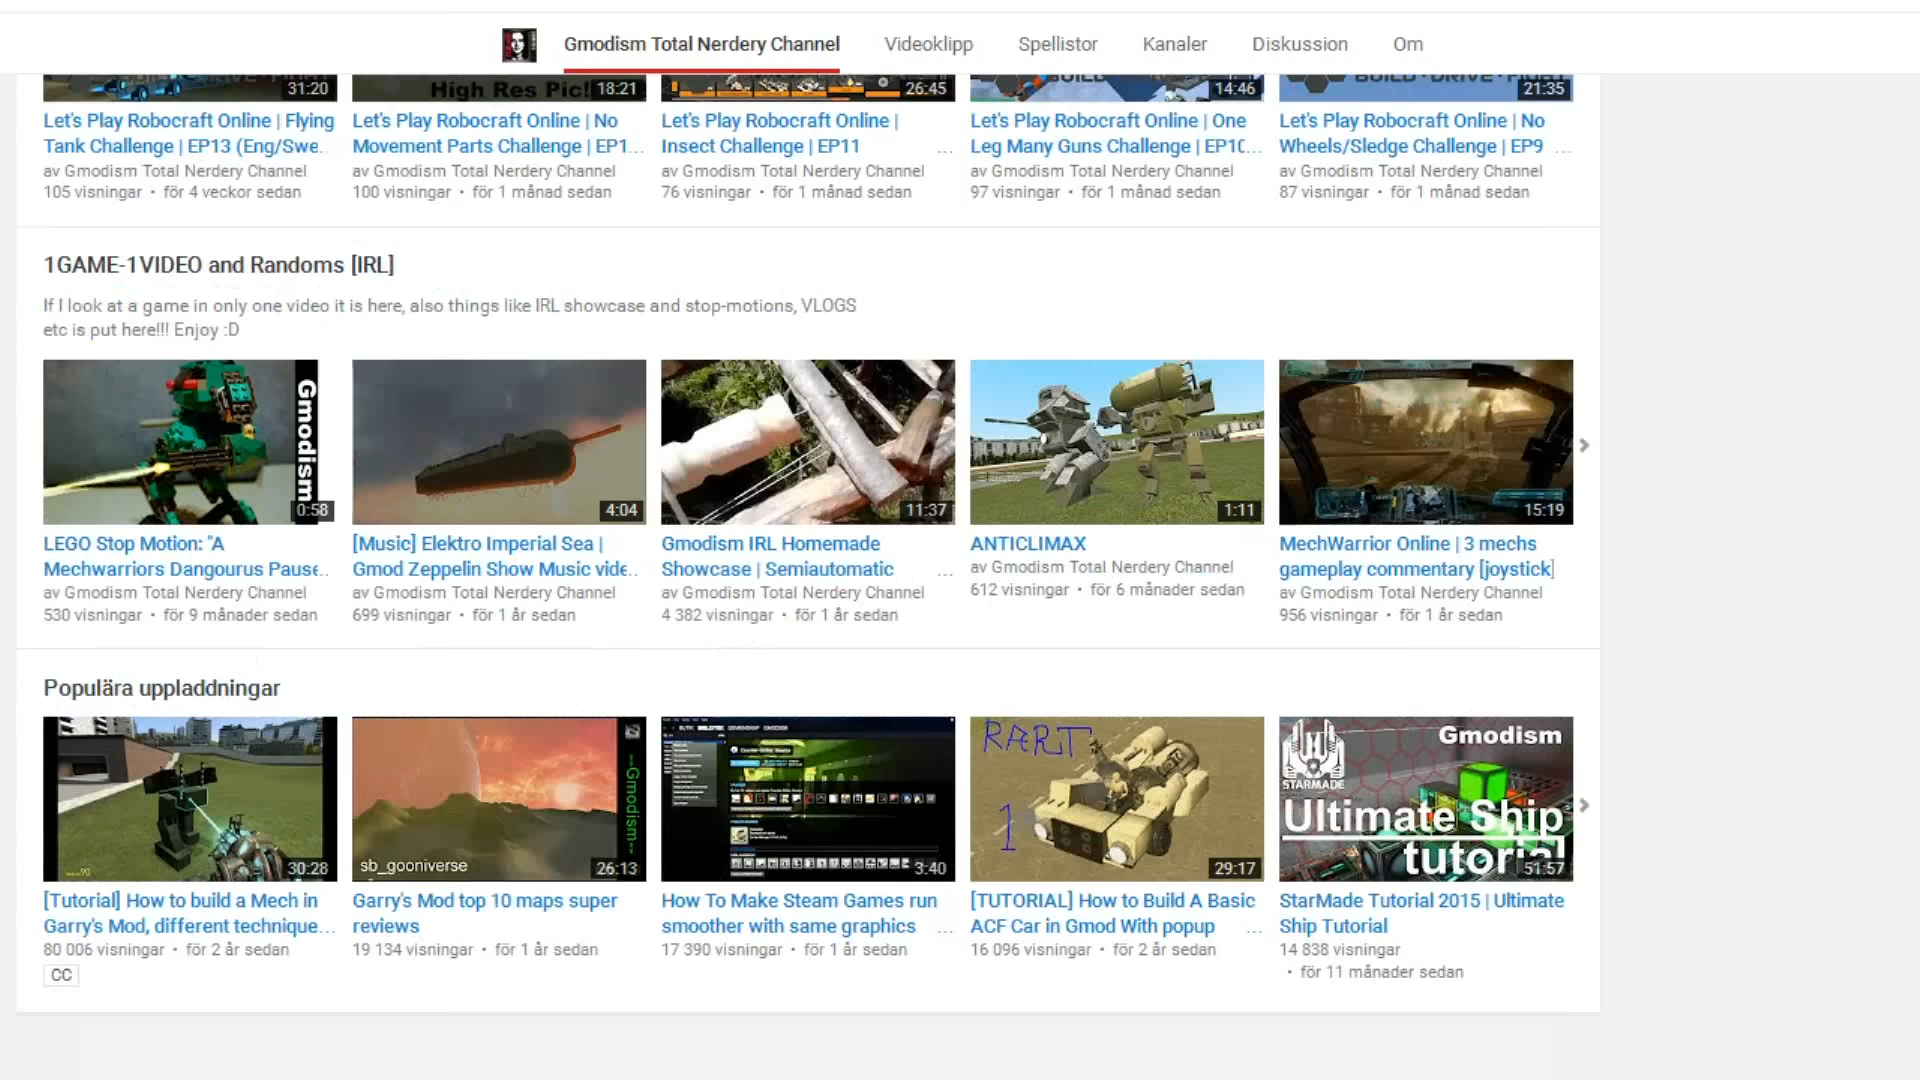 Gmodism Total Nerdery Channel
Videoklipp
Spellistor
Kanaler
Diskussion
Om
31:20
High Res Pic!
18:21
26:45
14:46
21:35
Let's Play Robocraft Online | Flying
Tank Challenge | EP13 (Eng/Swe...
av Gmodism Total Nerdery Channel
105 visningar • för 4 veckor sedan
Let's Play Robocraft Online | No
Movement Parts Challenge | EP1...
av Gmodism Total Nerdery Channel
100 visningar • för 1 månad sedan
Let's Play Robocraft Online |
Insect Challenge | EP11 ...
av Gmodism Total Nerdery Channel
76 visningar • för 1 månad sedan
Let's Play Robocraft Online | One
Leg Many Guns Challenge | EP10...
av Gmodism Total Nerdery Channel
97 visningar • för 1 månad sedan
Let's Play Robocraft Online | No
Wheels/Sledge Challenge | EP9 ...
av Gmodism Total Nerdery Channel
87 visningar • för 1 månad sedan
1GAME-1VIDEO and Randoms [IRL]
If I look at a game in only one video it is here, also things like IRL showcase and stop-motions, VLOGS
etc is put here!!! Enjoy :D
Gmodism
0:58
4:04
11:37
1:11
15:19
LEGO Stop Motion: "A
Mechwarriors Dangourus Pause...
av Gmodism Total Nerdery Channel
530 visningar • för 9 månader sedan
[Music] Elektro Imperial Sea |
Gmod Zeppelin Show Music vide...
av Gmodism Total Nerdery Channel
699 visningar • för 1 år sedan
Gmodism IRL Homemade
Showcase | Semiautomatic ...
av Gmodism Total Nerdery Channel
4 382 visningar • för 1 år sedan
ANTICLIMAX
av Gmodism Total Nerdery Channel
612 visningar • för 6 månader sedan
MechWarrior Online | 3 mechs
gameplay commentary [joystick]
av Gmodism Total Nerdery Channel
956 visningar • för 1 år sedan
Populära uppladdningar
30:28
--Gmodism--
sb_gooniverse
26:13
3:40
RART
1
29:17
Gmodism
STARMADE
Ultimate Ship
tutorial
51:57
[Tutorial] How to build a Mech in
Garry's Mod, different technique...
80 006 visningar • för 2 år sedan
CC
Garry's Mod top 10 maps super
reviews
19 134 visningar • för 1 år sedan
How To Make Steam Games run
smoother with same graphics ...
17 390 visningar • för 1 år sedan
[TUTORIAL] How to Build A Basic
ACF Car in Gmod With popup ...
16 096 visningar • för 2 år sedan
StarMade Tutorial 2015 | Ultimate
Ship Tutorial
14 838 visningar
• för 11 månader sedan